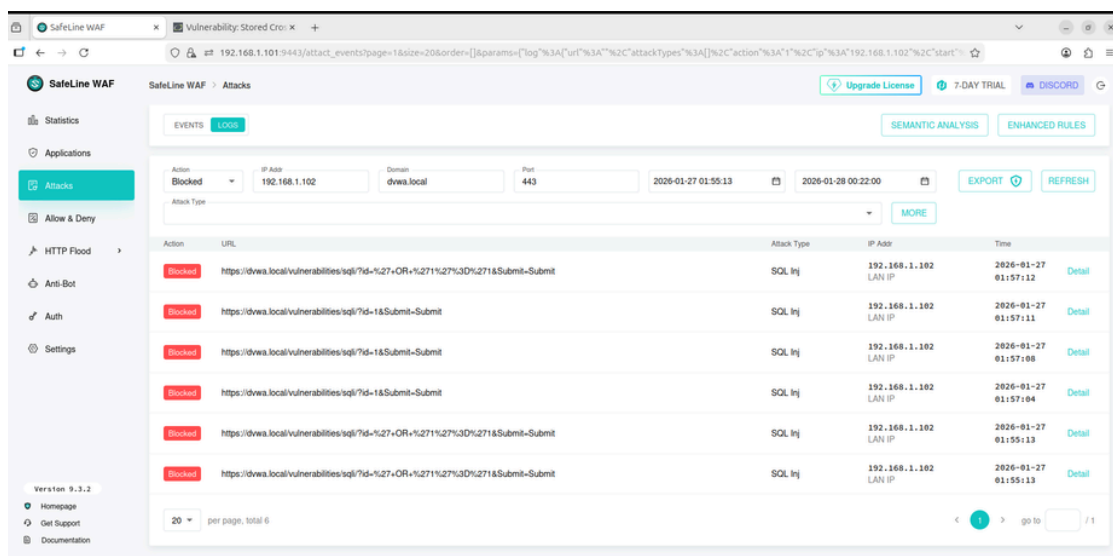 SafeLine WAF
Vulnerability: Stored Cro
192.168.1.101:9443/attact_events?page=1&size=20&order=[]&params={"log"%3A{"url"%3A""%2C"attackTypes"%3A[]%2C"action"%3A"1"%2C"ip"%3A"192.168.1.102"%2C"start"%
SafeLine WAF
SafeLine WAF > Attacks
Upgrade License
7-DAY TRIAL
DISCORD
Statistics
Applications
Attacks
Allow & Deny
HTTP Flood
Anti-Bot
Auth
Settings
EVENTS LOGS
SEMANTIC ANALYSIS
ENHANCED RULES
Action
Blocked
IP Addr
192.168.1.102
Domain
dvwa.local
Port
443
2026-01-27 01:55:13
2026-01-28 00:22:00
EXPORT
REFRESH
Attack Type
MORE
Action URL Attack Type IP Addr Time
Blocked https://dvwa.local/vulnerabilities/sqli/?id=%27+OR+%271%27%3D%271&Submit=Submit SQL Inj 192.168.1.102 2026-01-27 Detail
LAN IP 01:57:12
Blocked https://dvwa.local/vulnerabilities/sqli/?id=1&Submit=Submit SQL Inj 192.168.1.102 2026-01-27 Detail
LAN IP 01:57:11
Blocked https://dvwa.local/vulnerabilities/sqli/?id=1&Submit=Submit SQL Inj 192.168.1.102 2026-01-27 Detail
LAN IP 01:57:08
Blocked https://dvwa.local/vulnerabilities/sqli/?id=1&Submit=Submit SQL Inj 192.168.1.102 2026-01-27 Detail
LAN IP 01:57:04
Blocked https://dvwa.local/vulnerabilities/sqli/?id=%27+OR+%271%27%3D%271&Submit=Submit SQL Inj 192.168.1.102 2026-01-27 Detail
LAN IP 01:55:13
Blocked https://dvwa.local/vulnerabilities/sqli/?id=%27+OR+%271%27%3D%271&Submit=Submit SQL Inj 192.168.1.102 2026-01-27 Detail
LAN IP 01:55:13
20 per page, total 6
1 go to / 1
Version 9.3.2
Homepage
Get Support
Documentation